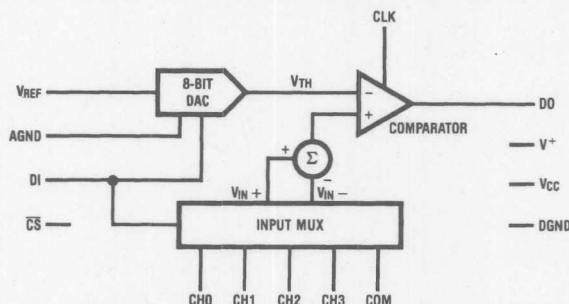 CLK
8-BIT
DAC
VREF
VTH
−
+
DO
AGND
COMPARATOR
V+
+
Σ
DI
−
VCC
VIN+
VIN−
CS
INPUT MUX
DGND
CH0 CH1 CH2 CH3 COM